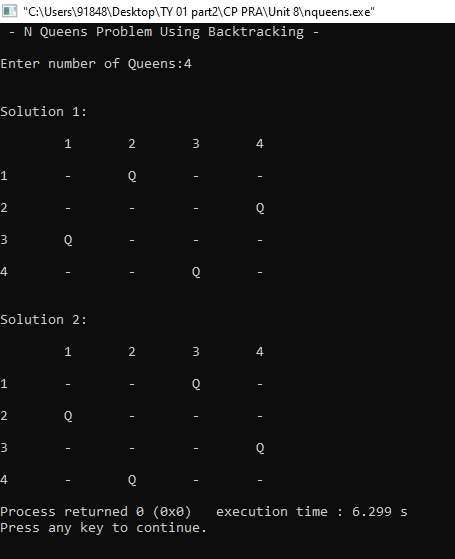 "C:\Users\91848\Desktop\TY 01 part2\CP PRA\Unit 8\nqueens.exe"
- N Queens Problem Using Backtracking -
Enter number of Queens:4
Solution 1:
1 2 3 4
1 - Q - -
2 - - - Q
3 Q - - -
4 - - Q -
Solution 2:
1 2 3 4
1 - - Q -
2 Q - - -
3 - - - Q
4 - Q - -
Process returned 0 (0x0)   execution time : 6.299 s
Press any key to continue.